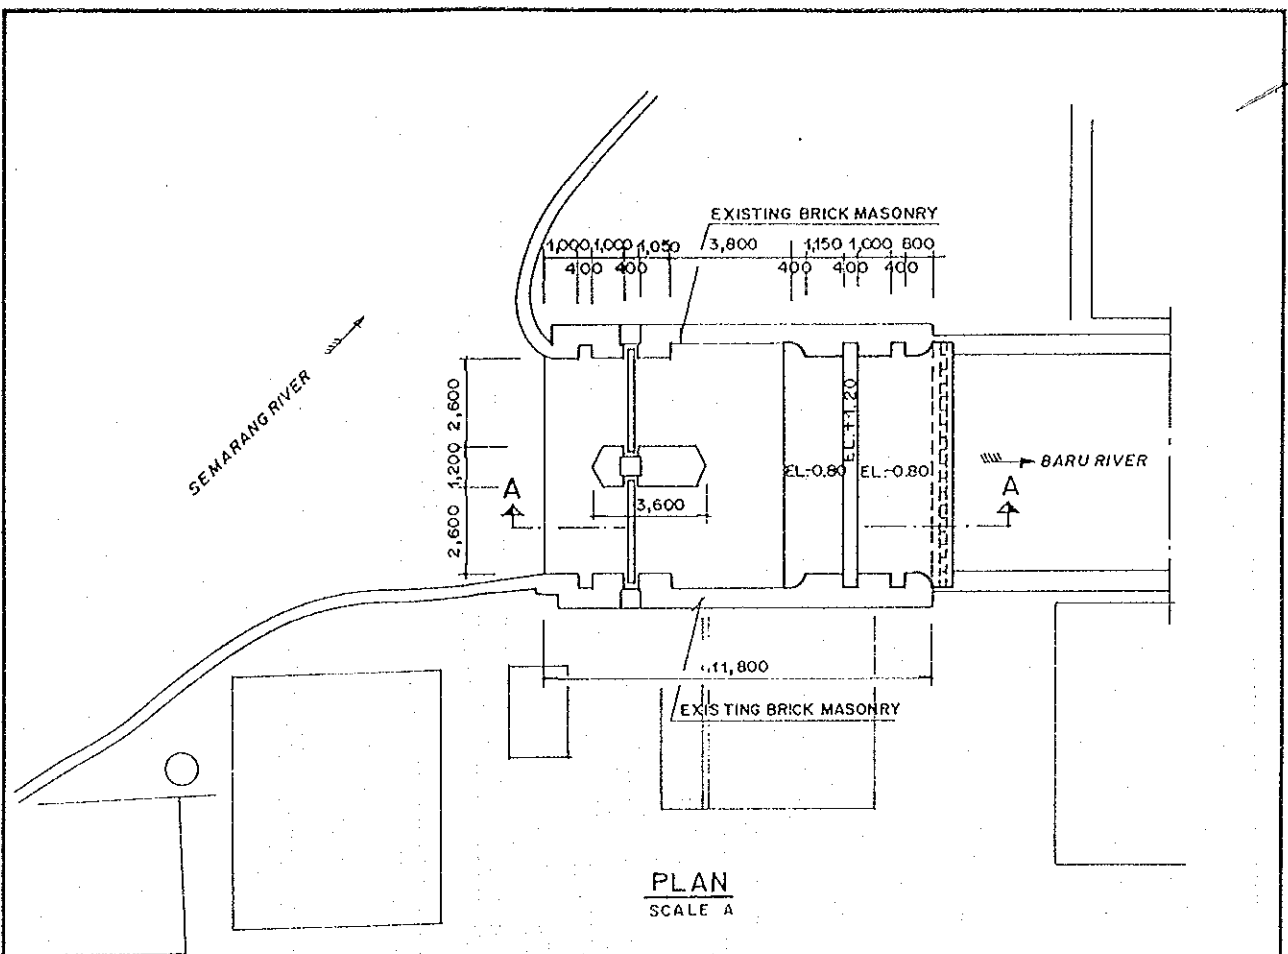 EXISTING BRICK MASONRY
1,000 1,000 1,050 3,800 1,150 1,000 800
400 400 400 400 400
SEMARANG RIVER
2,600
1,200
2,600
A
3,600
EL-0.80
EL+1.20
EL-0.80
BARU RIVER
A
11,800
EXISTING BRICK MASONRY
PLAN
SCALE A